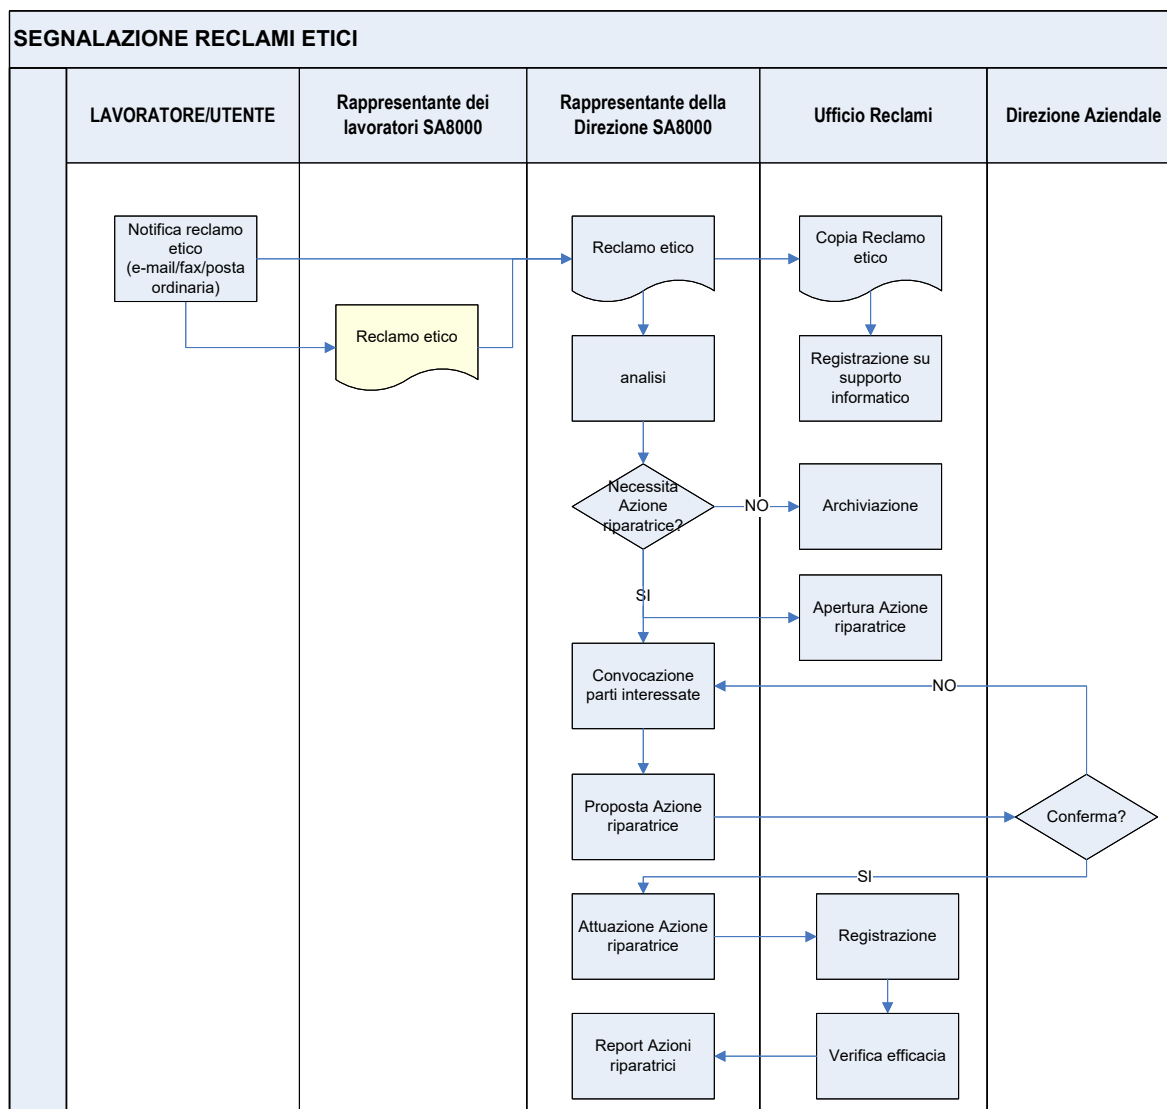 SEGNALAZIONE RECLAMI ETICI
LAVORATORE/UTENTE
Rappresentante dei
lavoratori SA8000
Rappresentante della
Direzione SA8000
Ufficio Reclami
Direzione Aziendale
Notifica reclamo
etico
(e-mail/fax/posta
ordinaria)
Reclamo etico
Copia Reclamo
etico
Reclamo etico
analisi
Registrazione su
supporto
informatico
Necessita
Azione
riparatrice?
NO
Archiviazione
SI
Apertura Azione
riparatrice
Convocazione
parti interessate
NO
Proposta Azione
riparatrice
Conferma?
SI
Attuazione Azione
riparatrice
Registrazione
Report Azioni
riparatrici
Verifica efficacia